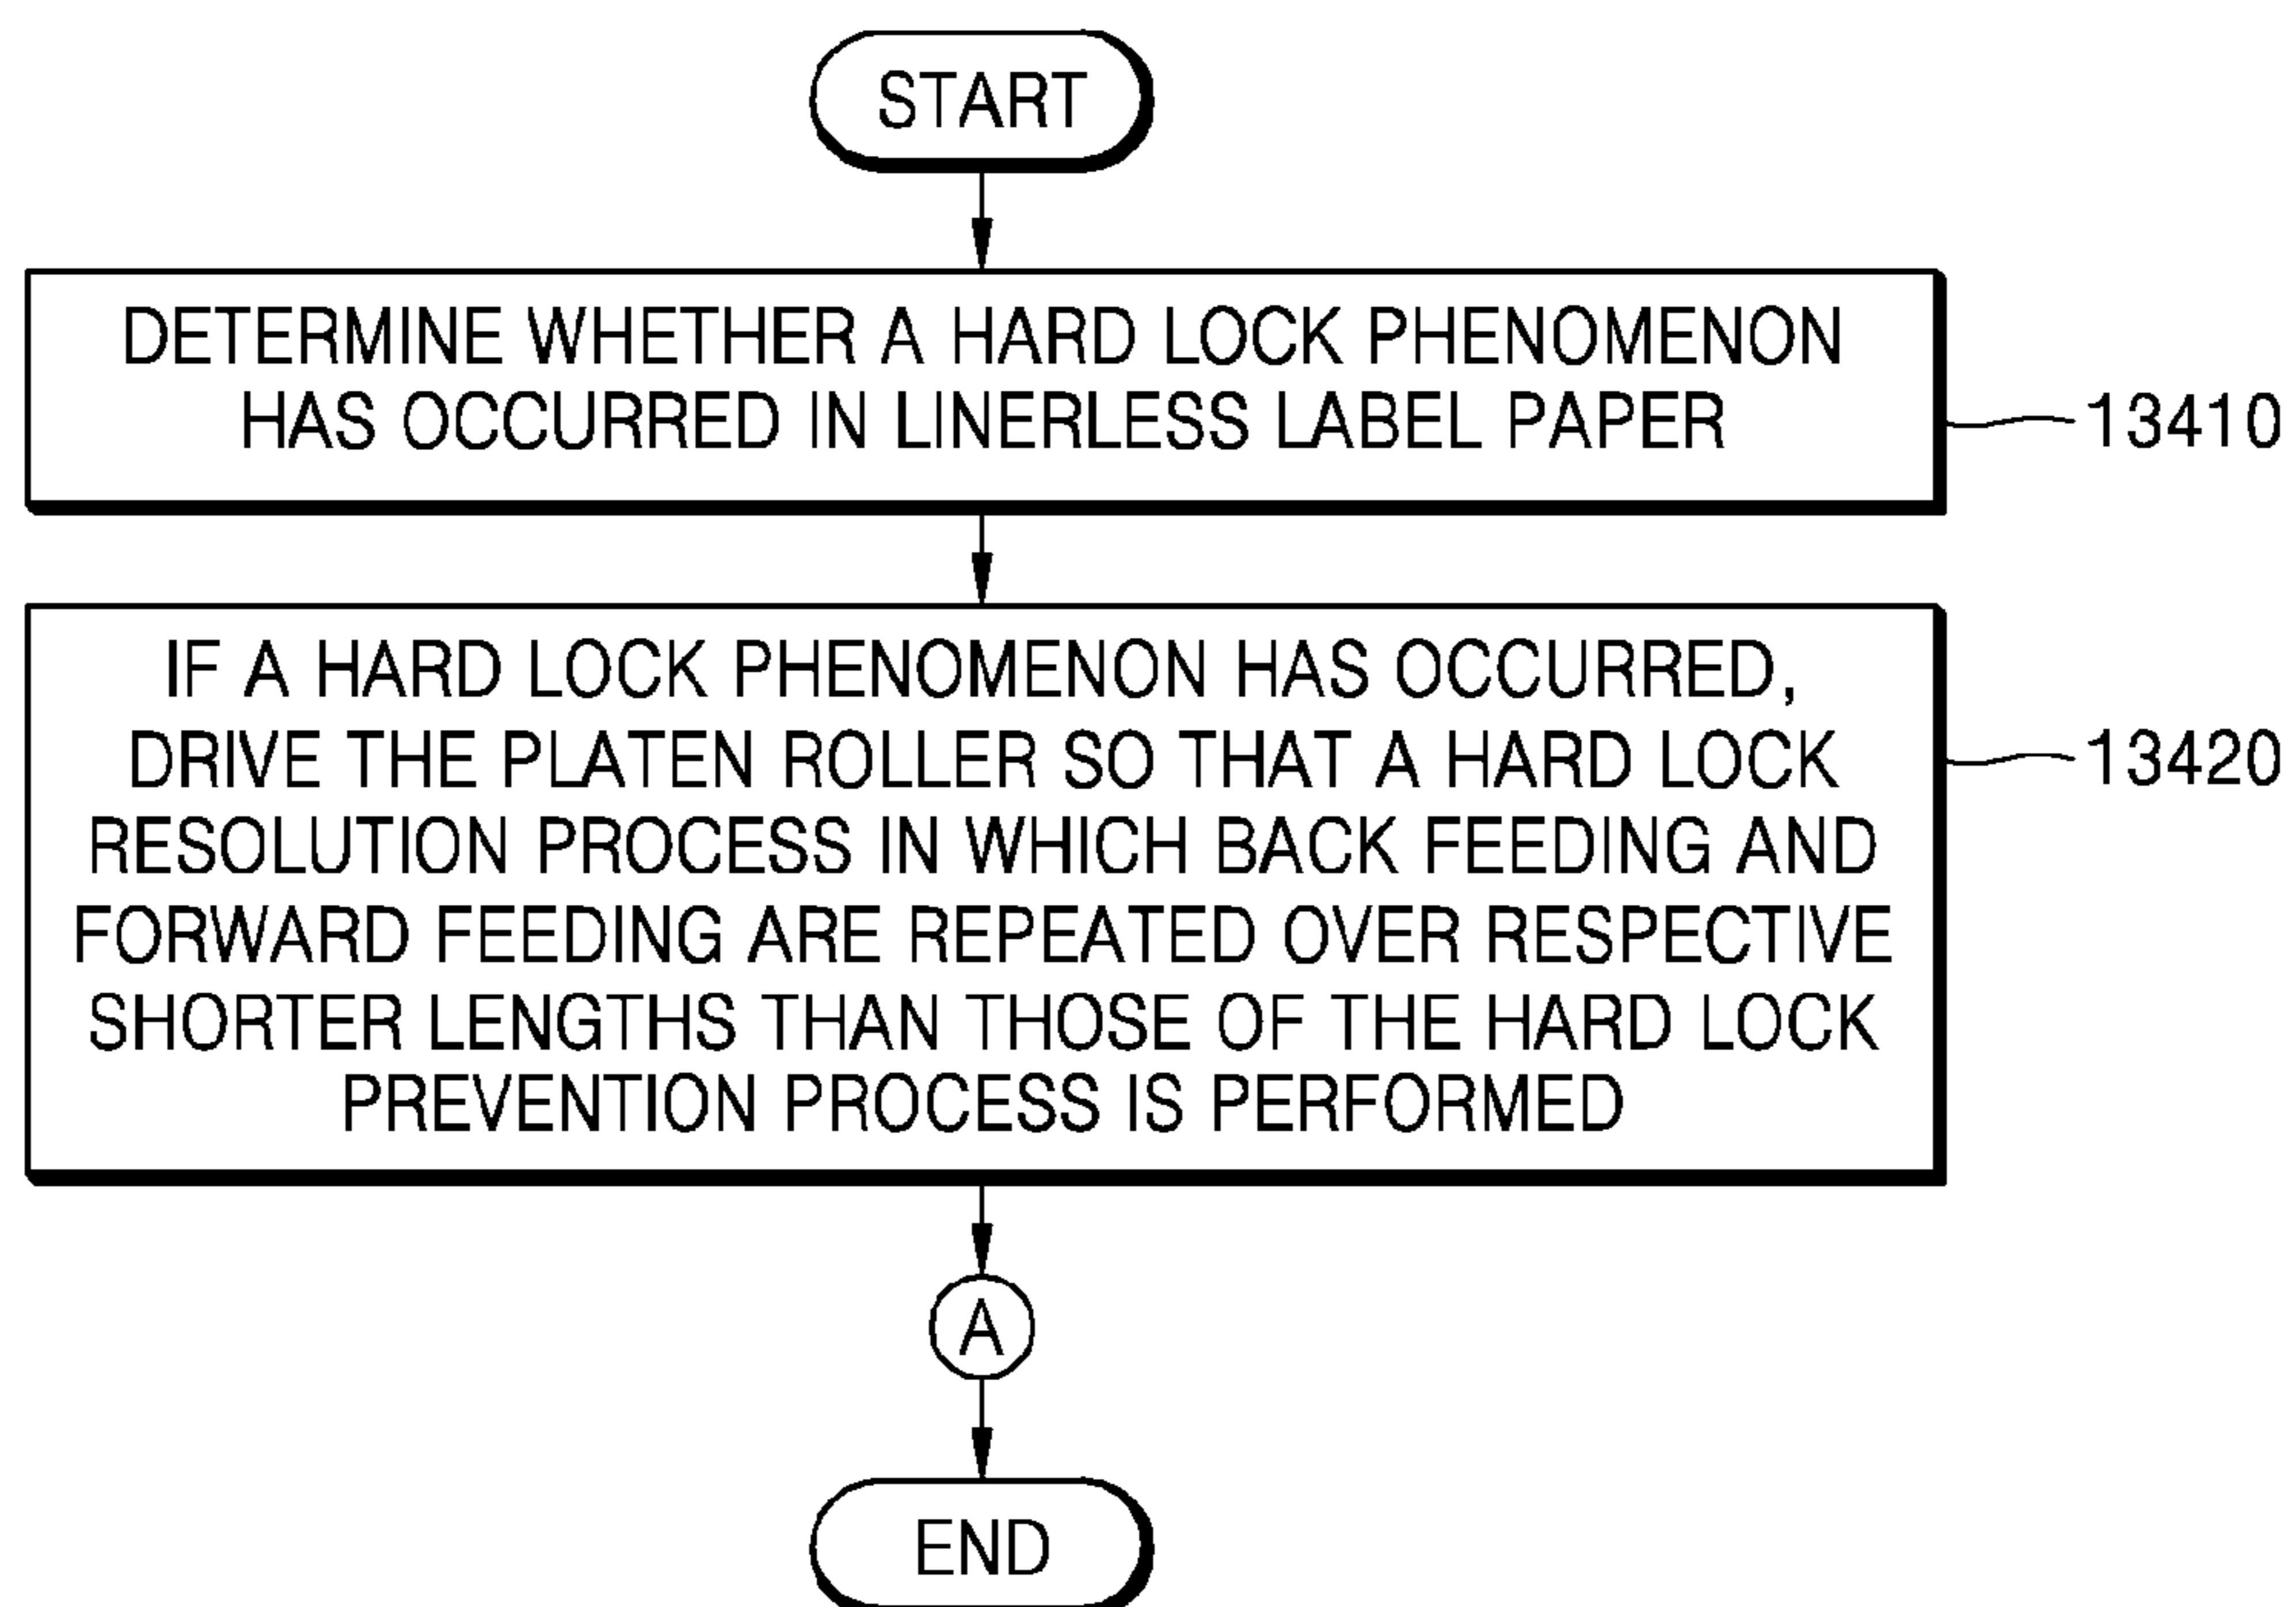 START
DETERMINE WHETHER A HARD LOCK PHENOMENON
HAS OCCURRED IN LINERLESS LABEL PAPER
13410
IF A HARD LOCK PHENOMENON HAS OCCURRED,
DRIVE THE PLATEN ROLLER SO THAT A HARD LOCK
RESOLUTION PROCESS IN WHICH BACK FEEDING AND
FORWARD FEEDING ARE REPEATED OVER RESPECTIVE
SHORTER LENGTHS THAN THOSE OF THE HARD LOCK
PREVENTION PROCESS IS PERFORMED
13420
A
END